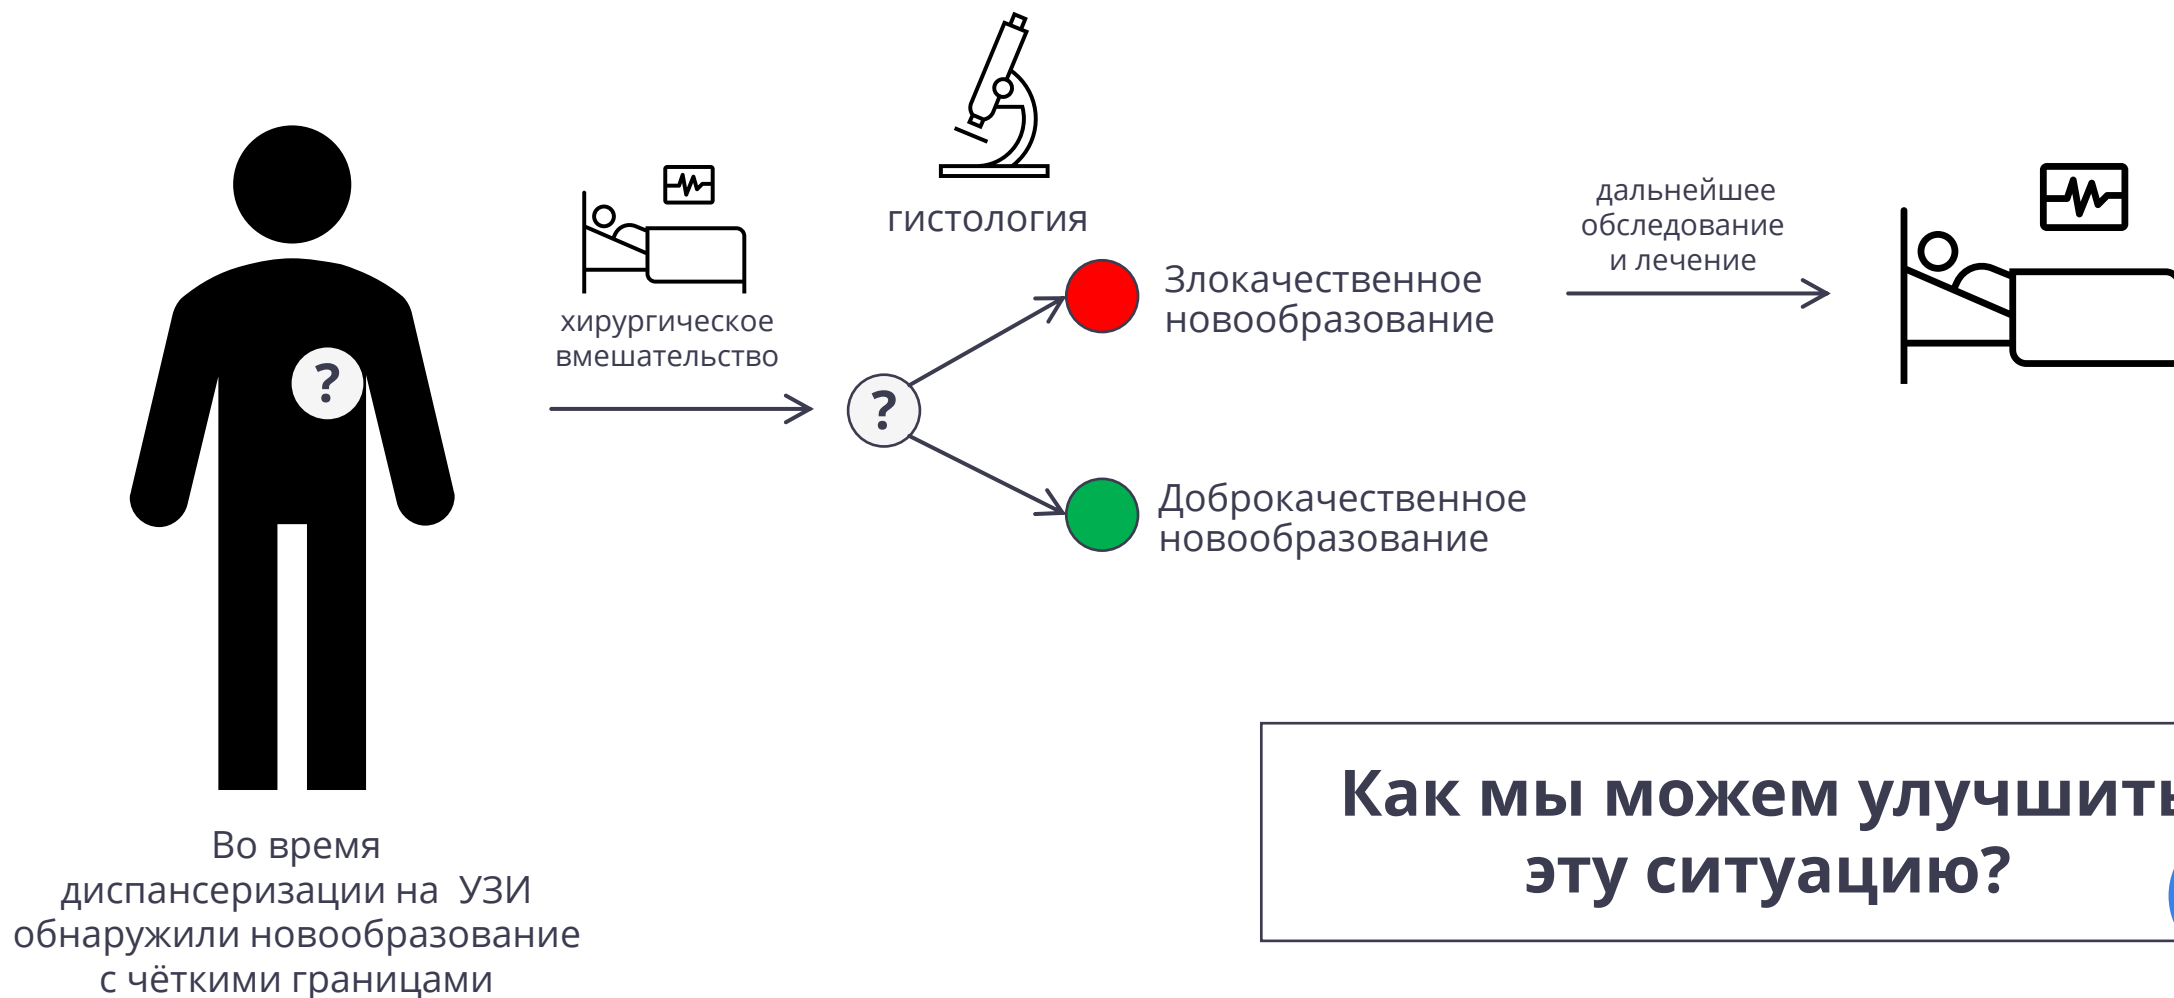 гистология
хирургическое
вмешательство
?
?
Злокачественное
новообразование
Доброкачественное
новообразование
дальнейшее
обследование
и лечение
Во время
диспансеризации на  УЗИ
обнаружили новообразование
с чёткими границами
Как мы можем улучшить
эту ситуацию?